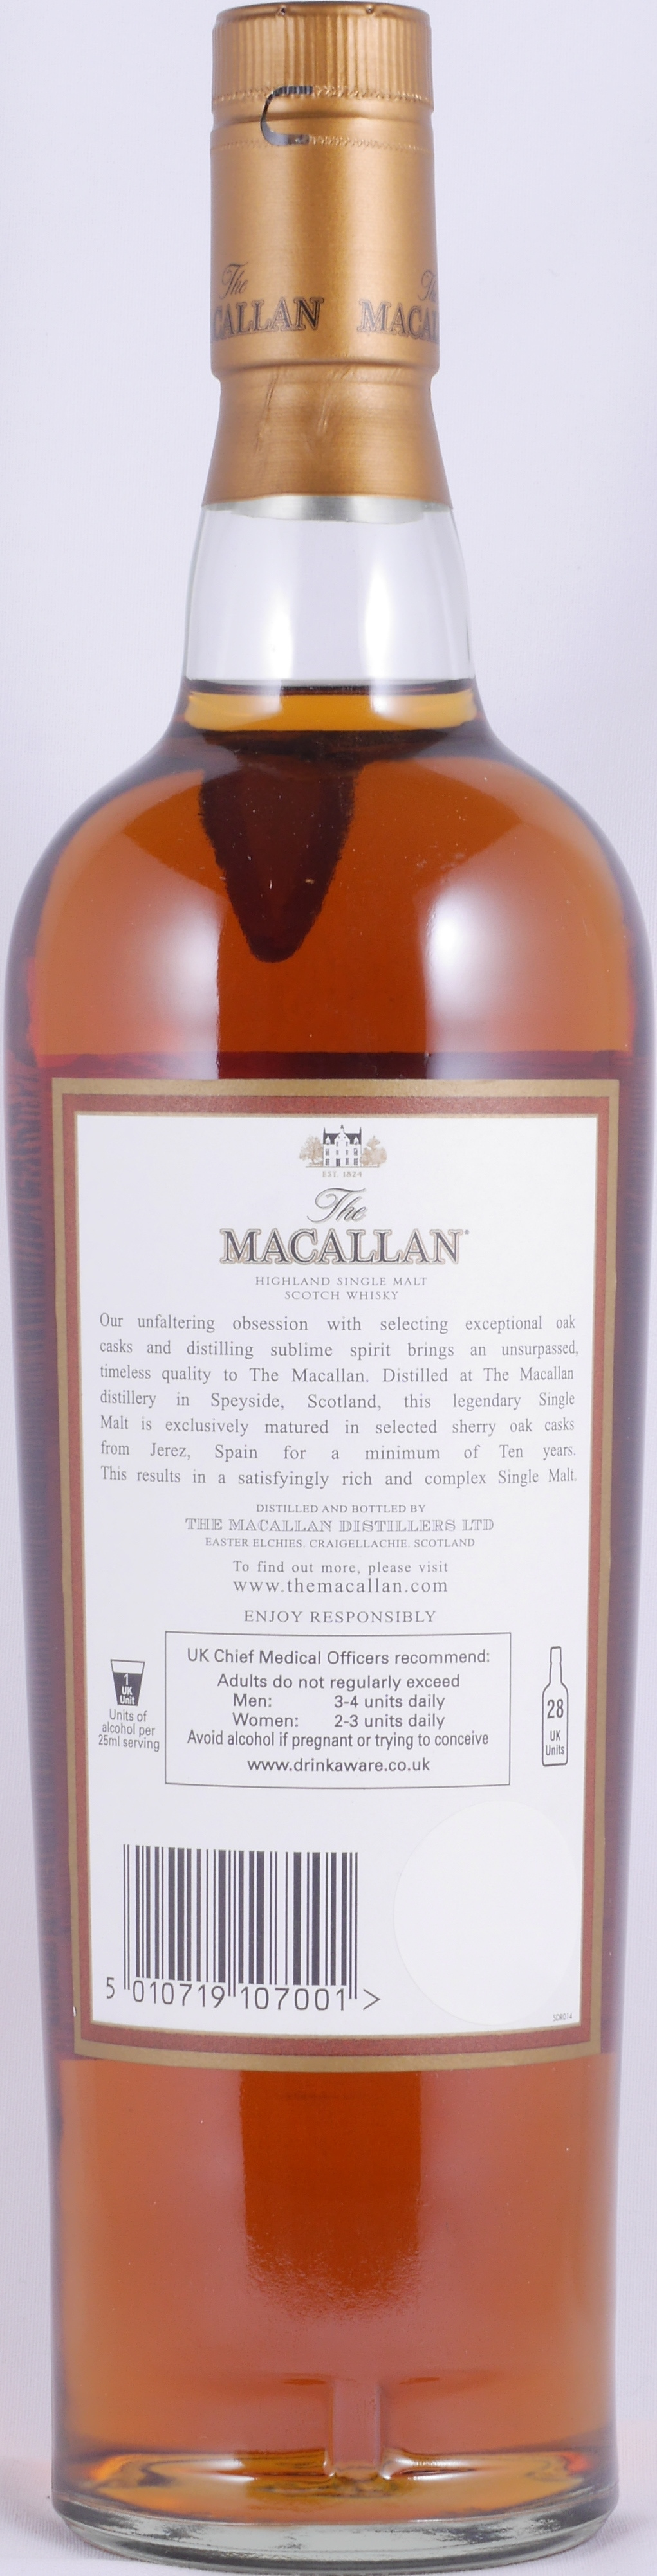 The The
CALLAN MACAL
EST. 1824
The
MACALLAN
HIGHLAND SINGLE MALT
SCOTCH WHISKY
Our unfaltering obsession with selecting exceptional oak
casks and distilling sublime spirit brings an unsurpassed,
timeless quality to The Macallan. Distilled at The Macallan
distillery in Speyside, Scotland, this legendary Single
Malt is exclusively matured in selected sherry oak casks
from Jerez, Spain for a minimum of Ten years.
This results in a satisfyingly rich and complex Single Malt.
DISTILLED AND BOTTLED BY
THE MACALLAN DISTILLERS LTD
EASTER ELCHIES. CRAIGELLACHIE. SCOTLAND
To find out more, please visit
www.themacallan.com
ENJOY RESPONSIBLY
1
UK
Unit
Units of
alcohol per
25ml serving
UK Chief Medical Officers recommend:
Adults do not regularly exceed
Men: 3-4 units daily
Women: 2-3 units daily
Avoid alcohol if pregnant or trying to conceive
www.drinkaware.co.uk
28
UK
Units
5 010719 107001 >